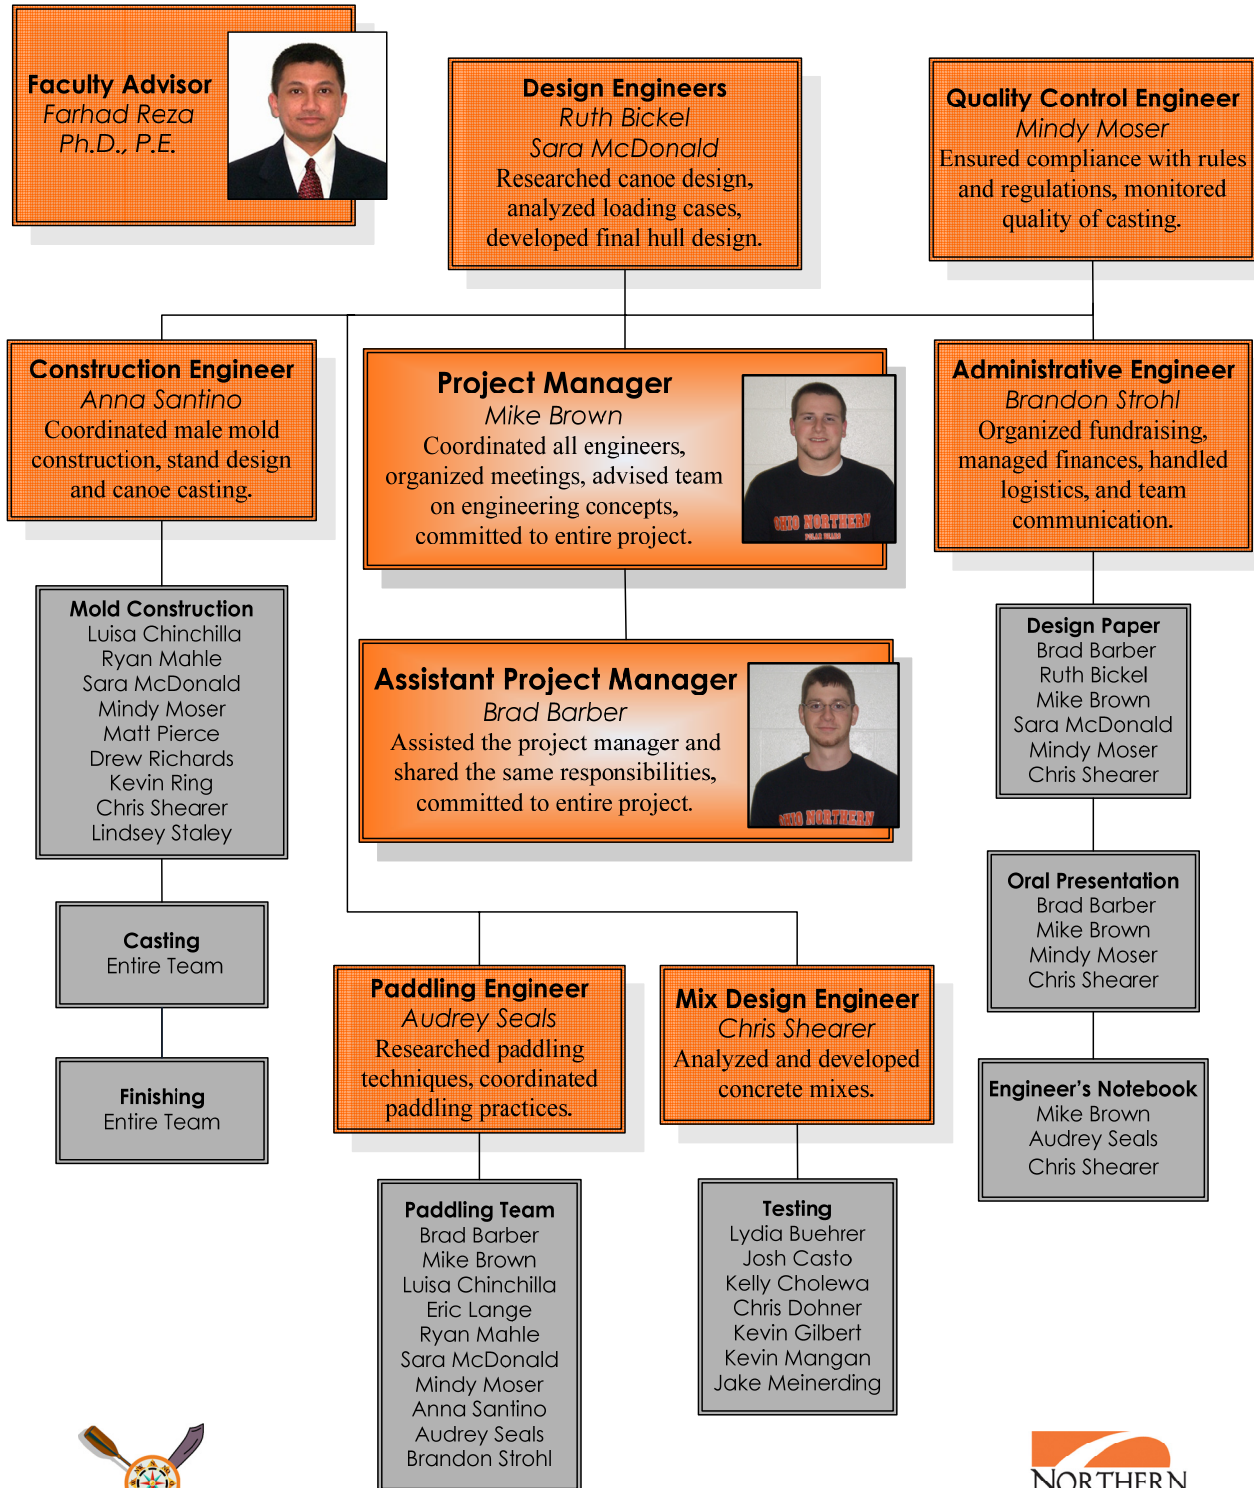 Faculty Advisor
Farhad Reza
Ph.D., P.E.
Design Engineers
Ruth Bickel
Sara McDonald
Researched canoe design,
analyzed loading cases,
developed final hull design.
Quality Control Engineer
Mindy Moser
Ensured compliance with rules
and regulations, monitored
quality of casting.
Construction Engineer
Anna Santino
Coordinated male mold
construction, stand design
and canoe casting.
Project Manager
Mike Brown
Coordinated all engineers,
organized meetings, advised team
on engineering concepts,
committed to entire project.
OHIO NORTHERN
POLAR BEARS
Administrative Engineer
Brandon Strohl
Organized fundraising,
managed finances, handled
logistics, and team
communication.
Assistant Project Manager
Brad Barber
Assisted the project manager and
shared the same responsibilities,
committed to entire project.
OHIO NORTHERN
Mold Construction
Luisa Chinchilla
Ryan Mahle
Sara McDonald
Mindy Moser
Matt Pierce
Drew Richards
Kevin Ring
Chris Shearer
Lindsey Staley
Casting
Entire Team
Finishing
Entire Team
Paddling Engineer
Audrey Seals
Researched paddling
techniques, coordinated
paddling practices.
Paddling Team
Brad Barber
Mike Brown
Luisa Chinchilla
Eric Lange
Ryan Mahle
Sara McDonald
Mindy Moser
Anna Santino
Audrey Seals
Brandon Strohl
Mix Design Engineer
Chris Shearer
Analyzed and developed
concrete mixes.
Testing
Lydia Buehrer
Josh Casto
Kelly Cholewa
Chris Dohner
Kevin Gilbert
Kevin Mangan
Jake Meinerding
Design Paper
Brad Barber
Ruth Bickel
Mike Brown
Sara McDonald
Mindy Moser
Chris Shearer
Oral Presentation
Brad Barber
Mike Brown
Mindy Moser
Chris Shearer
Engineer's Notebook
Mike Brown
Audrey Seals
Chris Shearer
NORTHERN